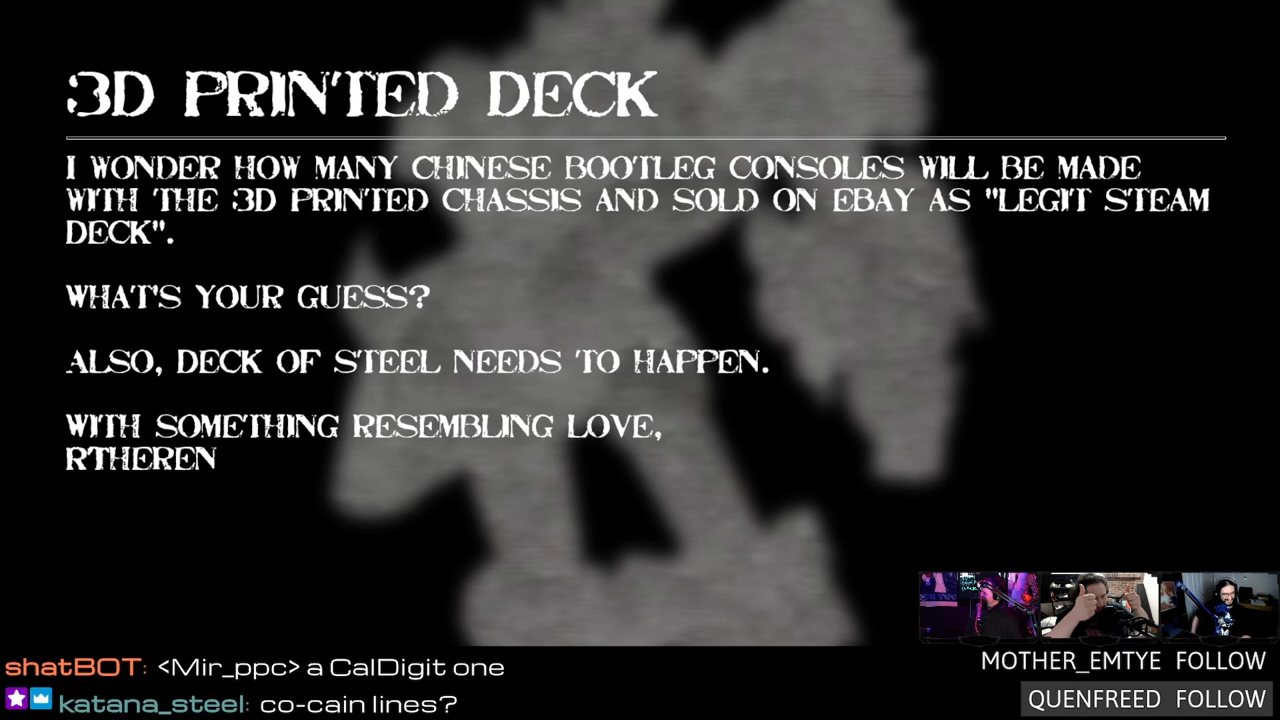 3D PRINTED DECK
I WONDER HOW MANY CHINESE BOOTLEG CONSOLES WILL BE MADE
WITH THE 3D PRINTED CHASSIS AND SOLD ON EBAY AS "LEGIT STEAM
DECK".
WHAT'S YOUR GUESS?
ALSO, DECK OF STEEL NEEDS TO HAPPEN.
WITH SOMETHING RESEMBLING LOVE,
RTHEREN
shatBOT: <Mir_ppc> a CalDigit one
katana_steel: co-cain lines?
MOTHER_EMTYE FOLLOW
QUENFREED FOLLOW